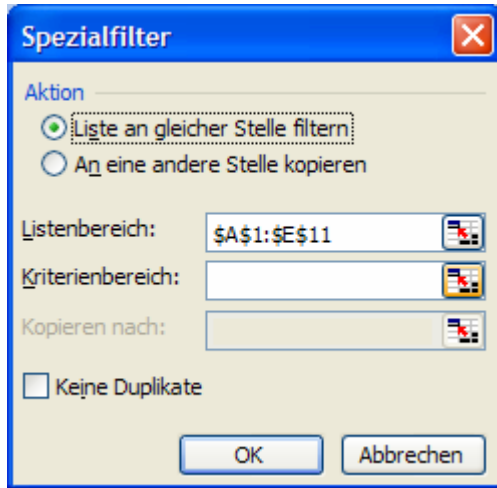 Spezialfilter
Aktion
Liste an gleicher Stelle filtern
An eine andere Stelle kopieren
Listenbereich: $A$1:$E$11
Kriterienbereich:
Kopieren nach:
Keine Duplikate
OK Abbrechen